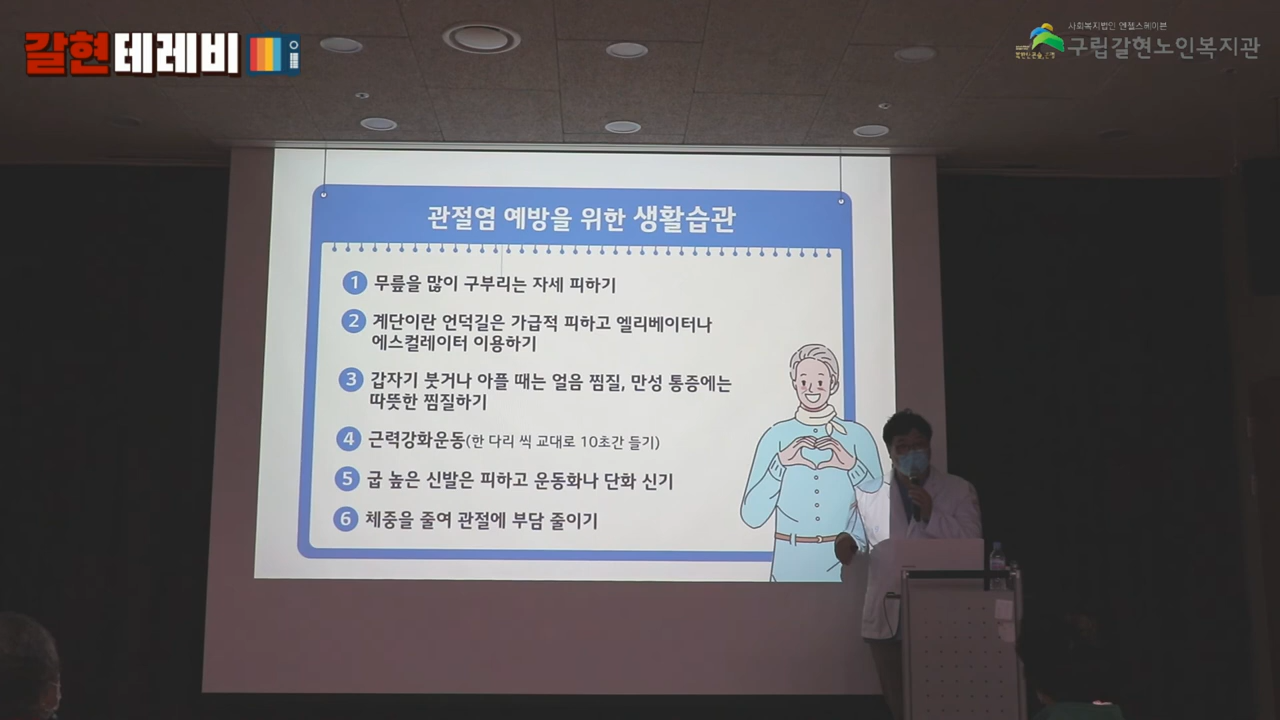 갈현테레비
사회복지법인 엔젤스헤이븐
구립갈현노인복지관
관절염 예방을 위한 생활습관
1 무릎을 많이 구부리는 자세 피하기
2 계단이란 언덕길은 가급적 피하고 엘리베이터나
에스컬레이터 이용하기
3 갑자기 붓거나 아플 때는 얼음 찜질, 만성 통증에는
따뜻한 찜질하기
4 근력강화운동(한 다리 씩 교대로 10초간 들기)
5 굽 높은 신발은 피하고 운동화나 단화 신기
6 체중을 줄여 관절에 부담 줄이기